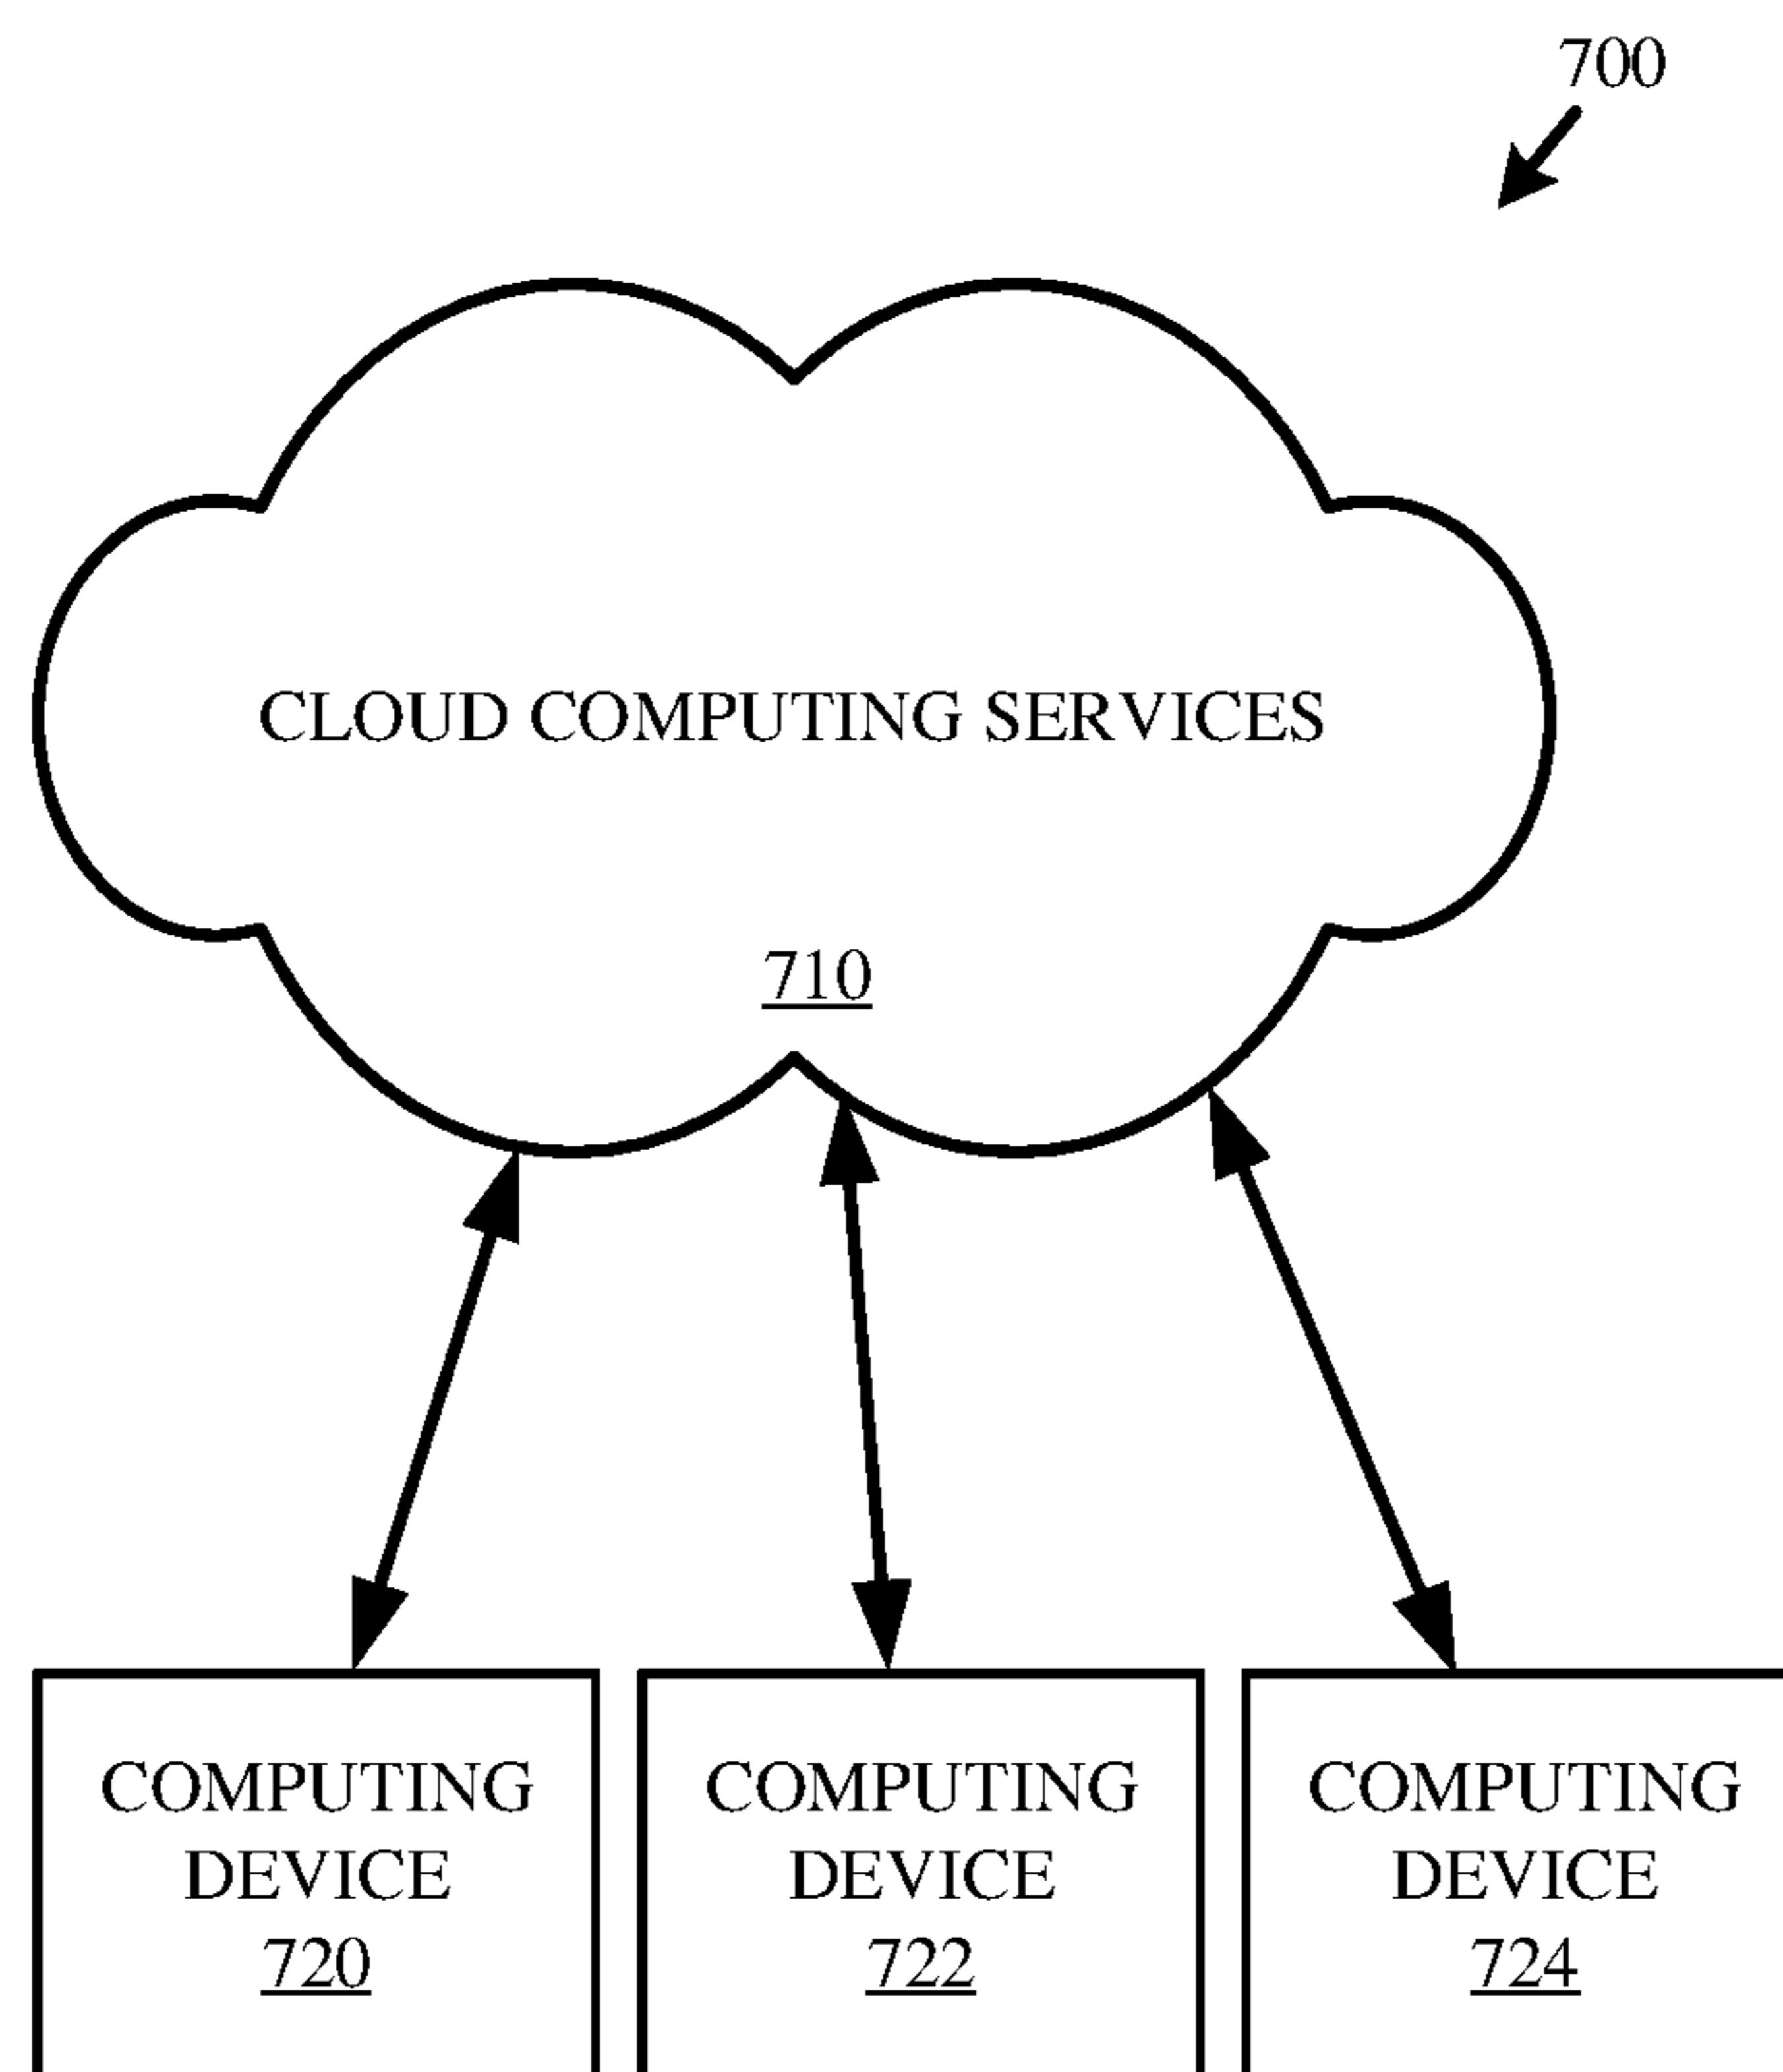 700
CLOUD COMPUTING SERVICES
710
COMPUTING
DEVICE
720
COMPUTING
DEVICE
722
COMPUTING
DEVICE
724